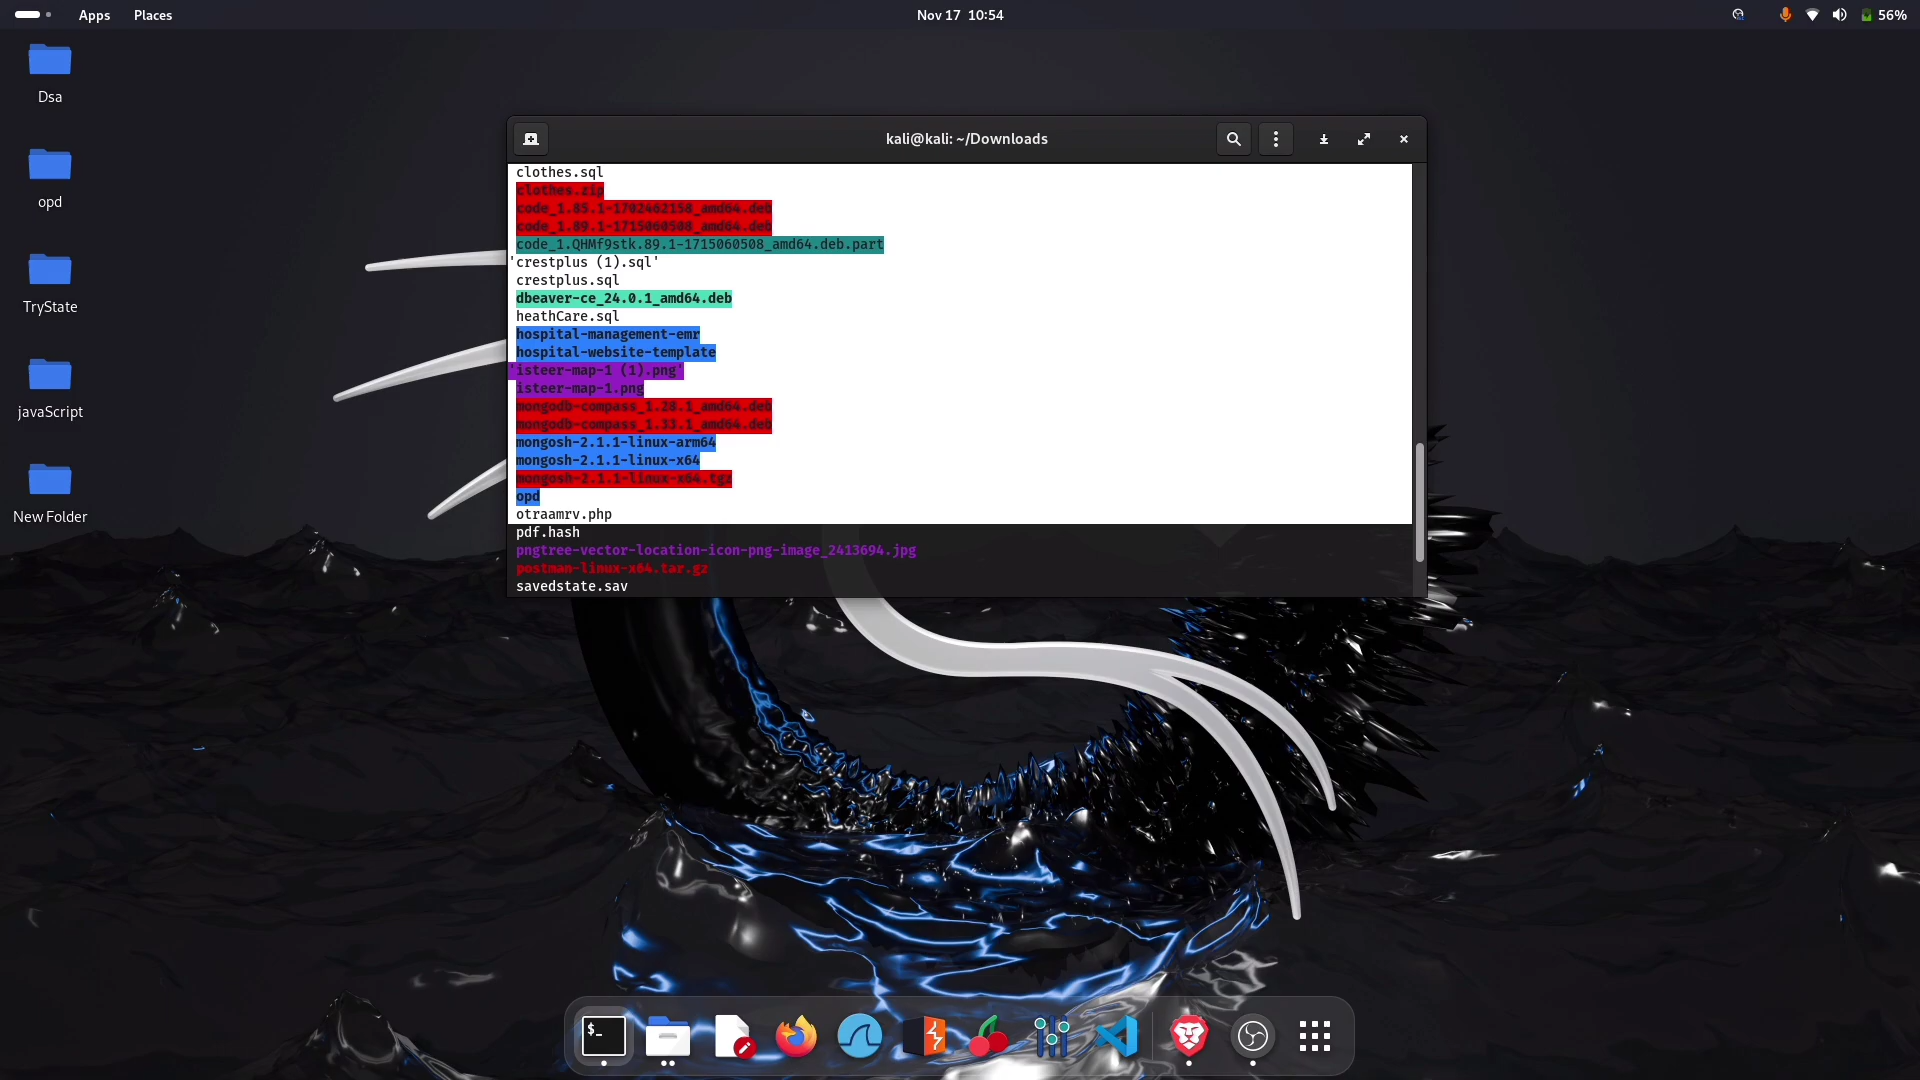 Apps Places Nov 17 10:54 56%
Dsa
opd
TryState
javaScript
New Folder
kali@kali: ~/Downloads
clothes.sql
clothes.zip
code_1.85.1-1702462158_amd64.deb
code_1.89.1-1715060508_amd64.deb
code_1.QHMf9stk.89.1-1715060508_amd64.deb.part
'crestplus (1).sql'
crestplus.sql
dbeaver-ce_24.0.1_amd64.deb
heathCare.sql
hospital-management-emr
hospital-website-template
'isteer-map-1 (1).png'
isteer-map-1.png
mongodb-compass_1.28.1_amd64.deb
mongodb-compass_1.33.1_amd64.deb
mongosh-2.1.1-linux-arm64
mongosh-2.1.1-linux-x64
mongosh-2.1.1-linux-x64.tgz
opd
otraamrv.php
pdf.hash
pngtree-vector-location-icon-png-image_2413694.jpg
postman-linux-x64.tar.gz
savedstate.sav
$_